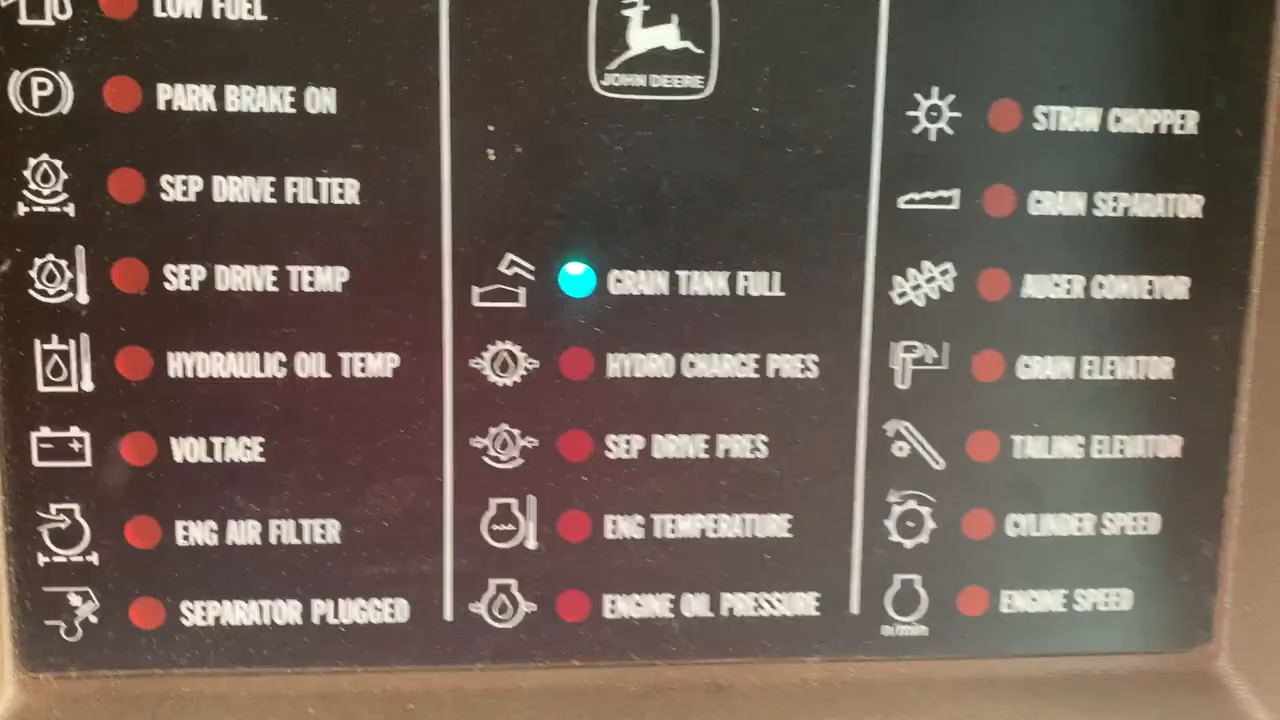 LOW FUEL
PARK BRAKE ON
SEP DRIVE FILTER
SEP DRIVE TEMP
HYDRAULIC OIL TEMP
VOLTAGE
ENG AIR FILTER
SEPARATOR PLUGGED
JOHN DEERE
GRAIN TANK FULL
HYDRO CHARGE PRES
SEP DRIVE PRES
ENG TEMPERATURE
ENGINE OIL PRESSURE
STRAW CHOPPER
GRAIN SEPARATOR
AUGER CONVEYOR
GRAIN ELEVATOR
TAILING ELEVATOR
CYLINDER SPEED
ENGINE SPEED
P
n/min